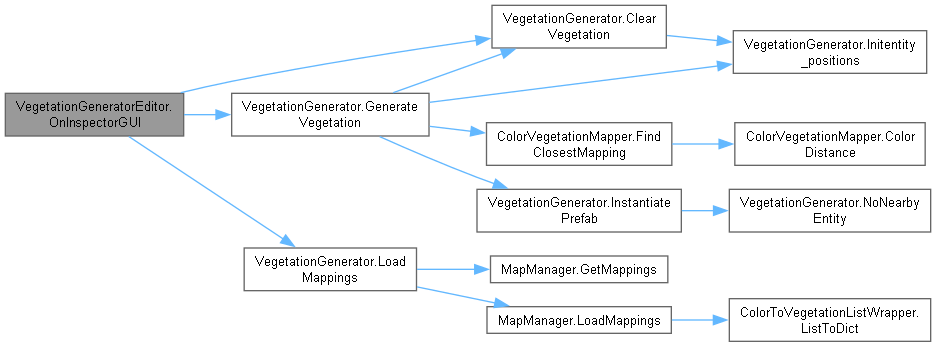 VegetationGeneratorEditor.
OnInspectorGUI
VegetationGenerator.Clear
Vegetation
VegetationGenerator.Initentity
_positions
VegetationGenerator.Generate
Vegetation
ColorVegetationMapper.Find
ClosestMapping
ColorVegetationMapper.Color
Distance
VegetationGenerator.Instantiate
Prefab
VegetationGenerator.NoNearby
Entity
VegetationGenerator.Load
Mappings
MapManager.GetMappings
MapManager.LoadMappings
ColorToVegetationListWrapper.
ListToDict